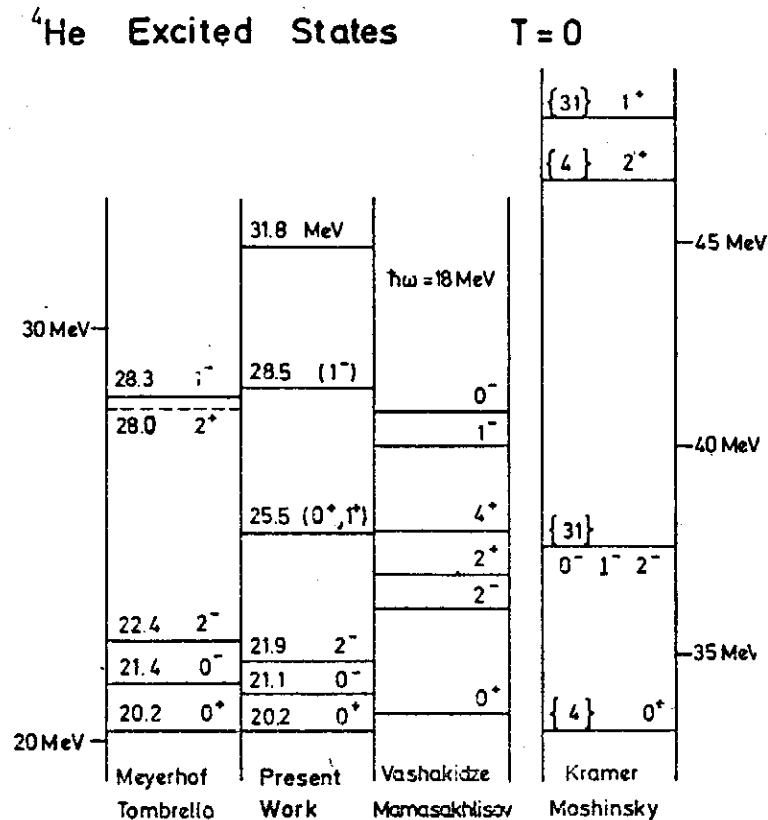 ⁴He Excited States T = 0
{31} 1⁺
{4} 2⁺
45 MeV
31.8 MeV
ħω = 18 MeV
30 MeV
28.3 1⁻
28.5 (1⁻)
0⁻
28.0 2⁺
1⁻
40 MeV
25.5 (0⁺, 1⁺)
4⁺
{31}
0⁻ 1⁻ 2⁻
2⁺
2⁻
22.4 2⁻
21.9 2⁻
35 MeV
21.4 0⁻
21.1 0⁻
20.2 0⁺
20.2 0⁺
0⁺
{4} 0⁺
20 MeV
Meyerhof
Tombrello
Present
Work
Vashakidze
Mamasakhlisov
Kramer
Moshinsky